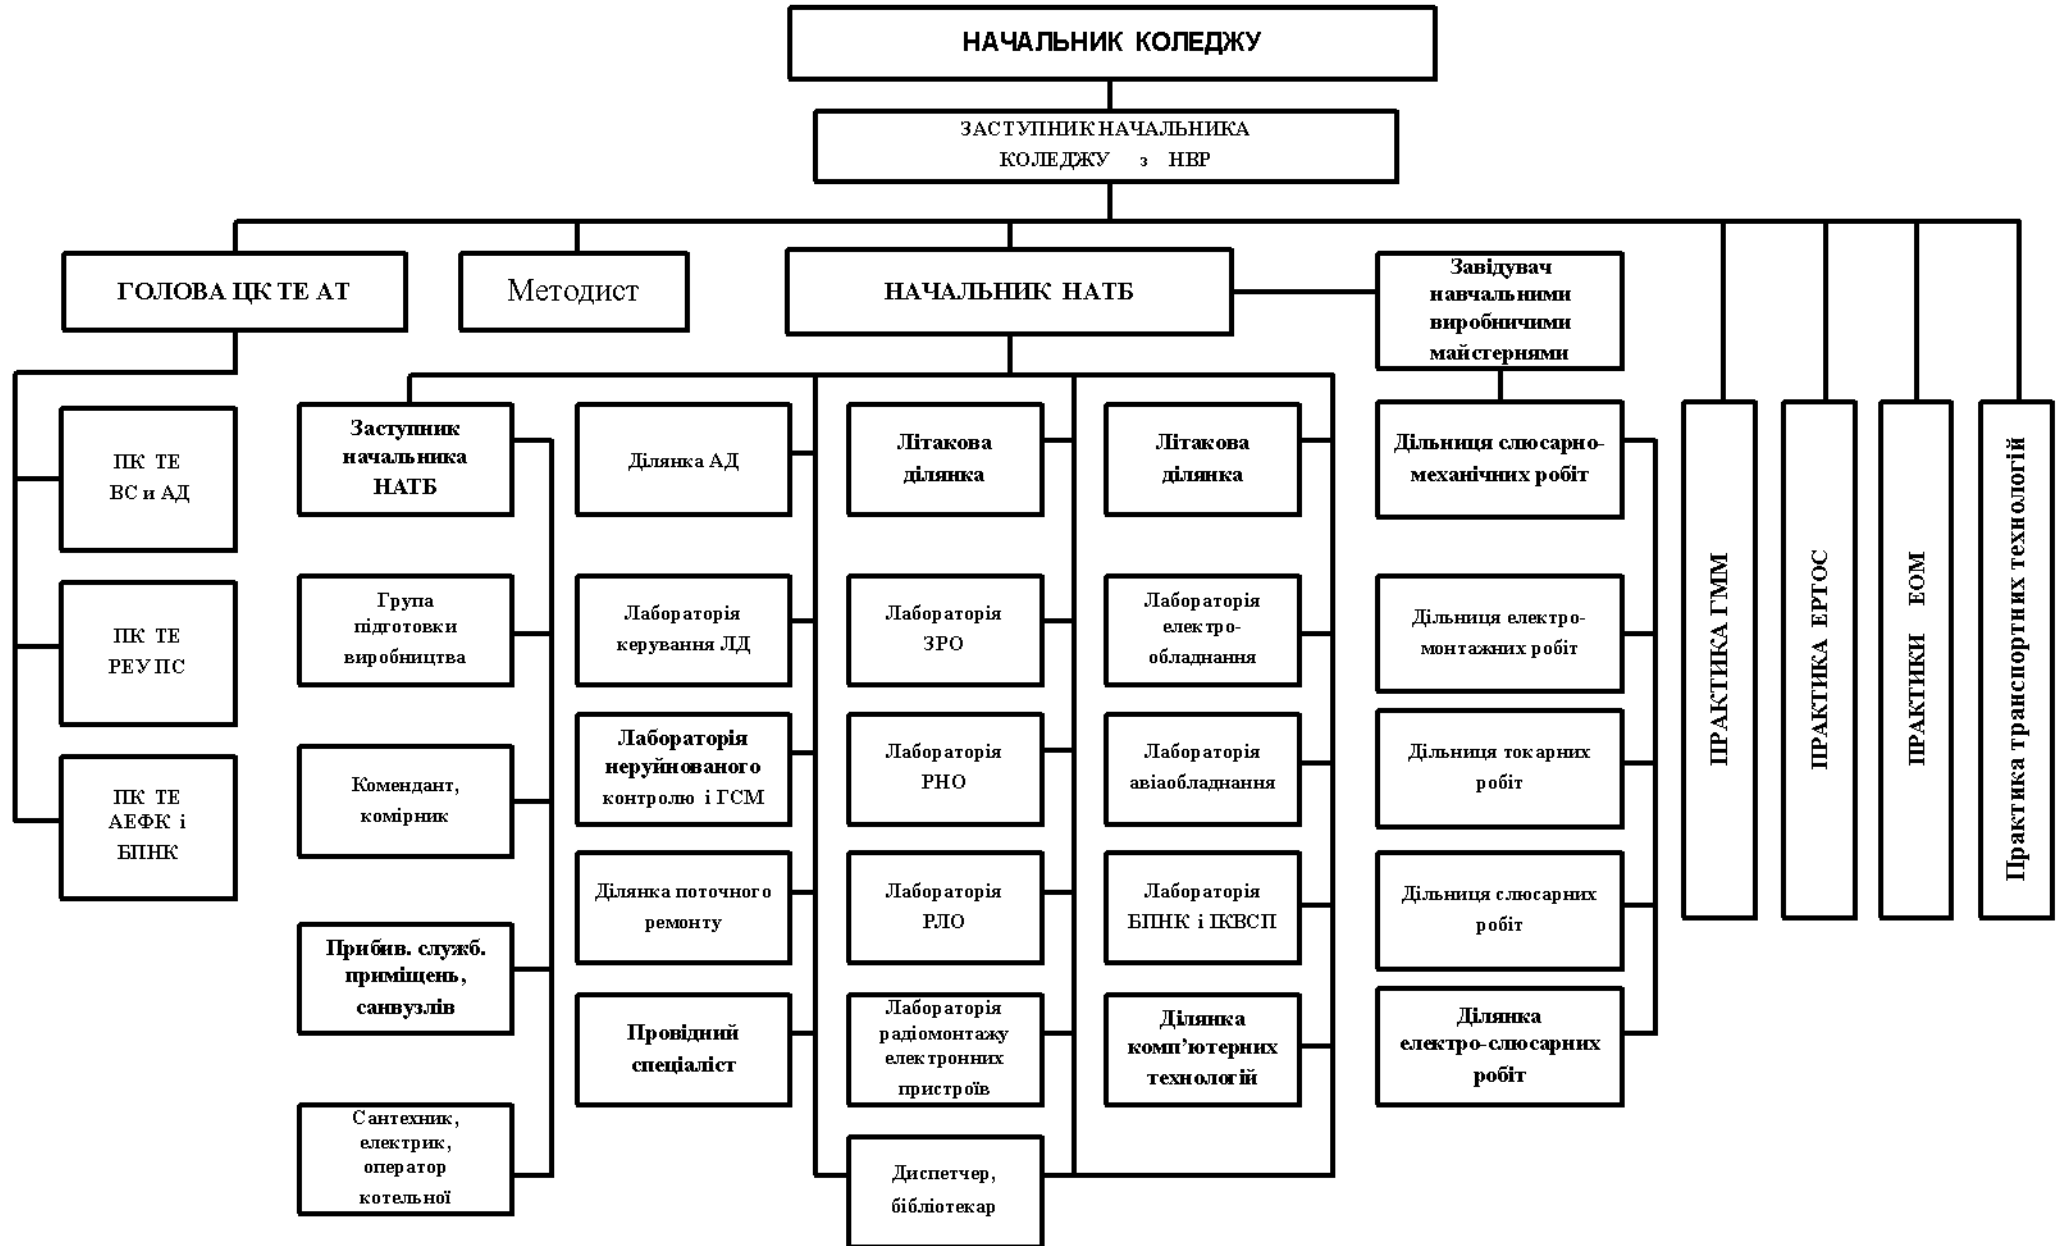 НАЧАЛЬНИК КОЛЕДЖУ
ЗАСТУПНИК НАЧАЛЬНИКА
КОЛЕДЖУ з НВР
ГОЛОВА ЦК ТЕ АТ
Методист
НАЧАЛЬНИК НАТБ
Завідувач
навчальними
виробничими
майстернями
ПК ТЕ
ВС и АД
ПК ТЕ
РЕУ ПС
ПК ТЕ
АЕФК і
БПНК
Заступник
начальника
НАТБ
Група
підготовки
виробництва
Комендант,
комірник
Прибив. служб.
приміщень,
санвузлів
Сантехник,
електрик,
оператор
котельної
Ділянка АД
Лабораторія
керування ЛД
Лабораторія
неруйнованого
контролю і ГСМ
Ділянка поточного
ремонту
Провідний
спеціаліст
Літакова
ділянка
Лабораторія
ЗРО
Лабораторія
РНО
Лабораторія
РЛО
Лабораторія
радіомонтажу
електронних
пристроїв
Диспетчер,
бібліотекар
Літакова
ділянка
Лабораторія
електро-
обладнання
Лабораторія
авіаобладнання
Лабораторія
БПНК і ПКВСП
Ділянка
комп’ютерних
технологій
Дільниця слюсарно-
механічних робіт
Дільниця електро-
монтажних робіт
Дільниця токарних
робіт
Дільниця слюсарних
робіт
Ділянка
електро-слюсарних
робіт
ПРАКТИКА ГММ
ПРАКТИКА ЕРТОС
ПРАКТИКИ ЕОМ
Практика транспортних технологій